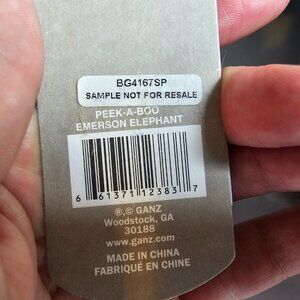 BG4167SP
SAMPLE NOT FOR RESALE
PEEK-A-BOO
EMERSON ELEPHANT
6 61371 12383 7
®,© GANZ
Woodstock, GA
30188
www.ganz.com
MADE IN CHINA
FABRIQUÉ EN CHINE